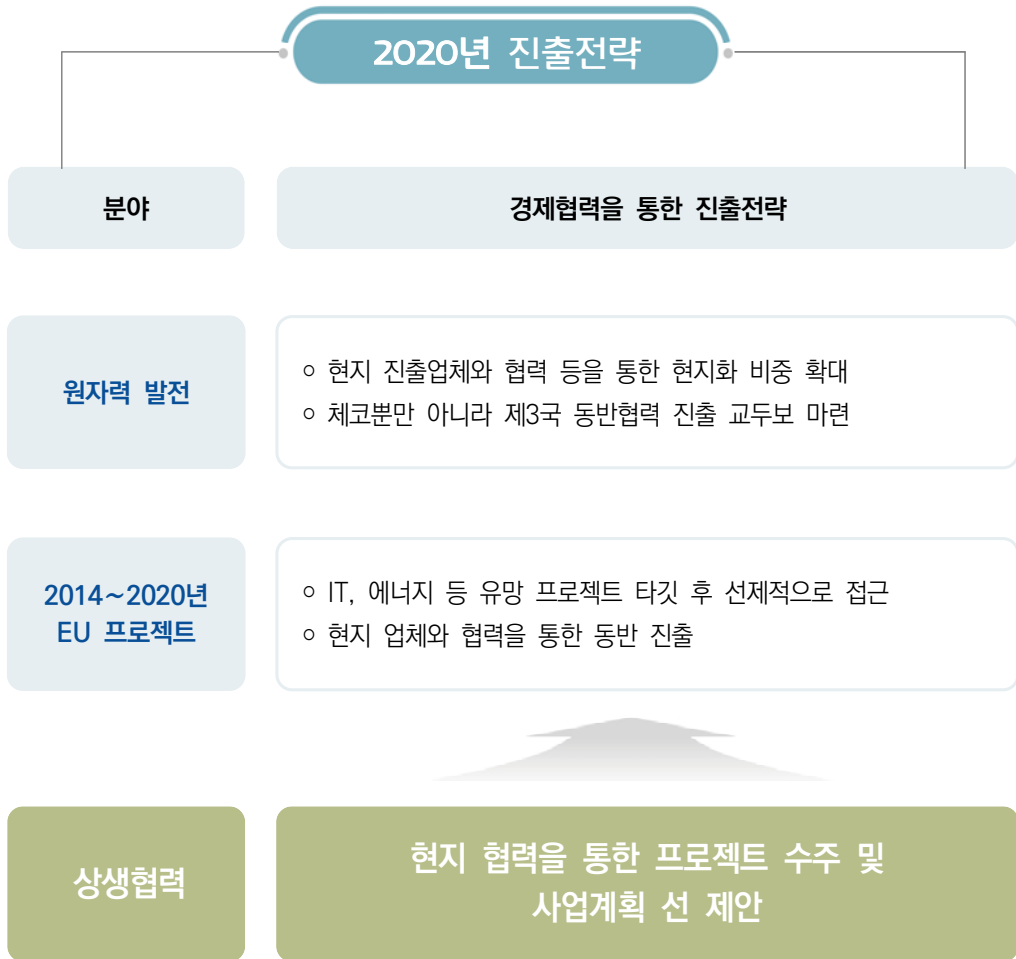 2020년 진출전략
분야
경제협력을 통한 진출전략
원자력 발전
◦ 현지 진출업체와 협력 등을 통한 현지화 비중 확대
◦ 체코뿐만 아니라 제3국 동반협력 진출 교두보 마련
2014~2020년
EU 프로젝트
◦ IT, 에너지 등 유망 프로젝트 타깃 후 선제적으로 접근
◦ 현지 업체와 협력을 통한 동반 진출
상생협력
현지 협력을 통한 프로젝트 수주 및
사업계획 선 제안